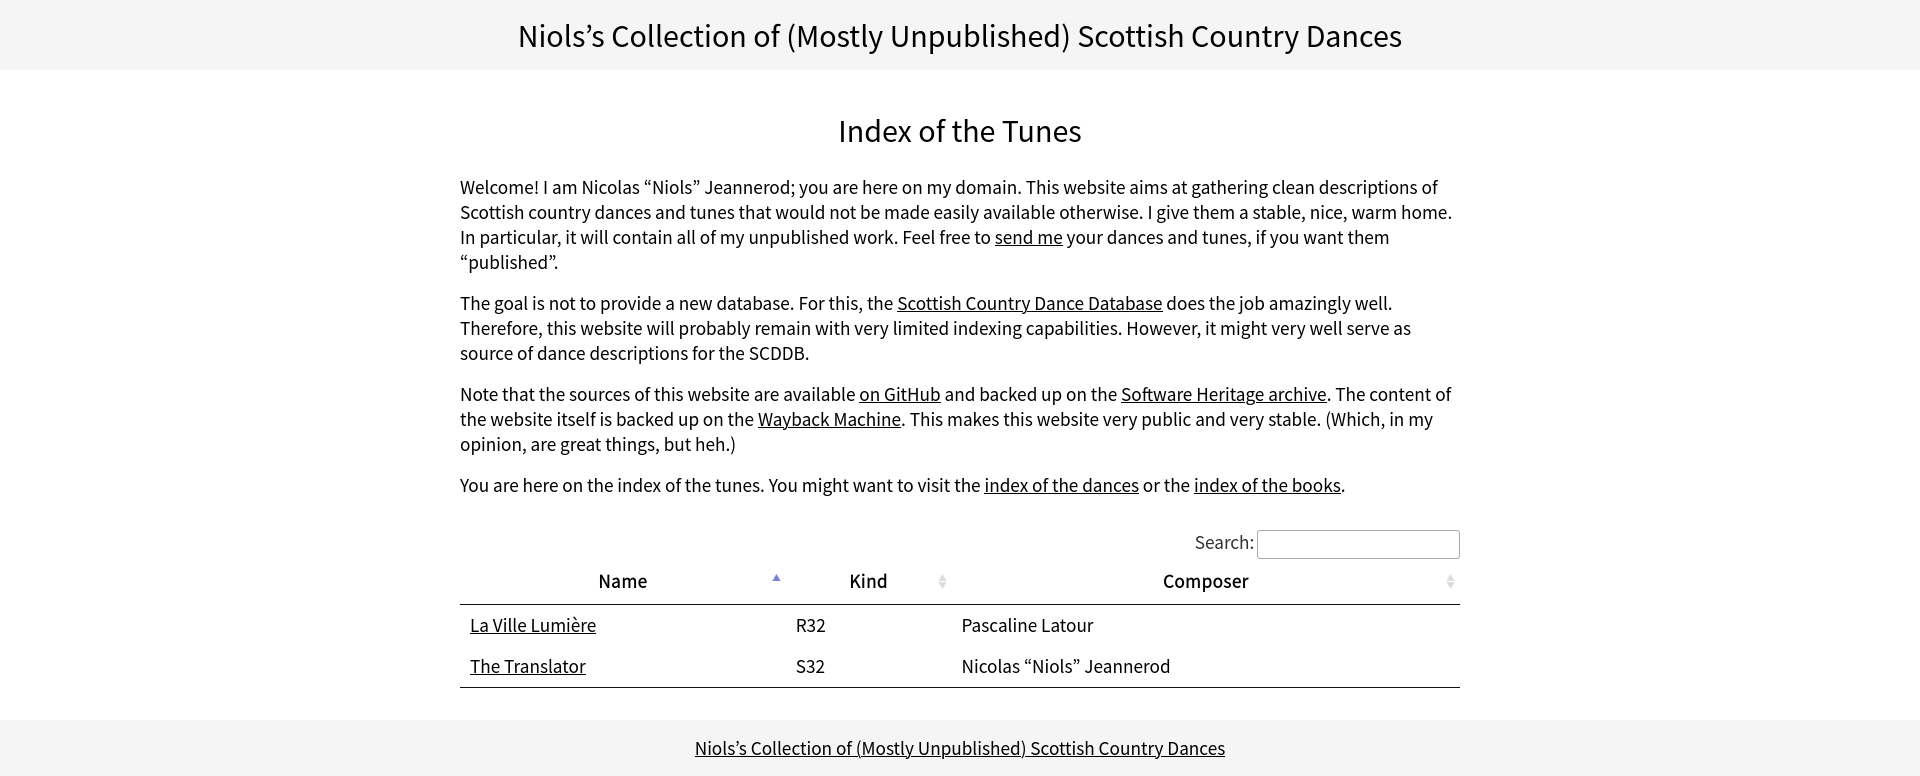 Niols’s Collection of (Mostly Unpublished) Scottish Country Dances
Index of the Tunes
Welcome! I am Nicolas “Niols” Jeannerod; you are here on my domain. This website aims at gathering clean descriptions of
Scottish country dances and tunes that would not be made easily available otherwise. I give them a stable, nice, warm home.
In particular, it will contain all of my unpublished work. Feel free to send me your dances and tunes, if you want them
“published”.
The goal is not to provide a new database. For this, the Scottish Country Dance Database does the job amazingly well.
Therefore, this website will probably remain with very limited indexing capabilities. However, it might very well serve as
source of dance descriptions for the SCDDB.
Note that the sources of this website are available on GitHub and backed up on the Software Heritage archive. The content of
the website itself is backed up on the Wayback Machine. This makes this website very public and very stable. (Which, in my
opinion, are great things, but heh.)
You are here on the index of the tunes. You might want to visit the index of the dances or the index of the books.
Search:
Name Kind Composer
La Ville Lumière R32 Pascaline Latour
The Translator S32 Nicolas “Niols” Jeannerod
Niols’s Collection of (Mostly Unpublished) Scottish Country Dances